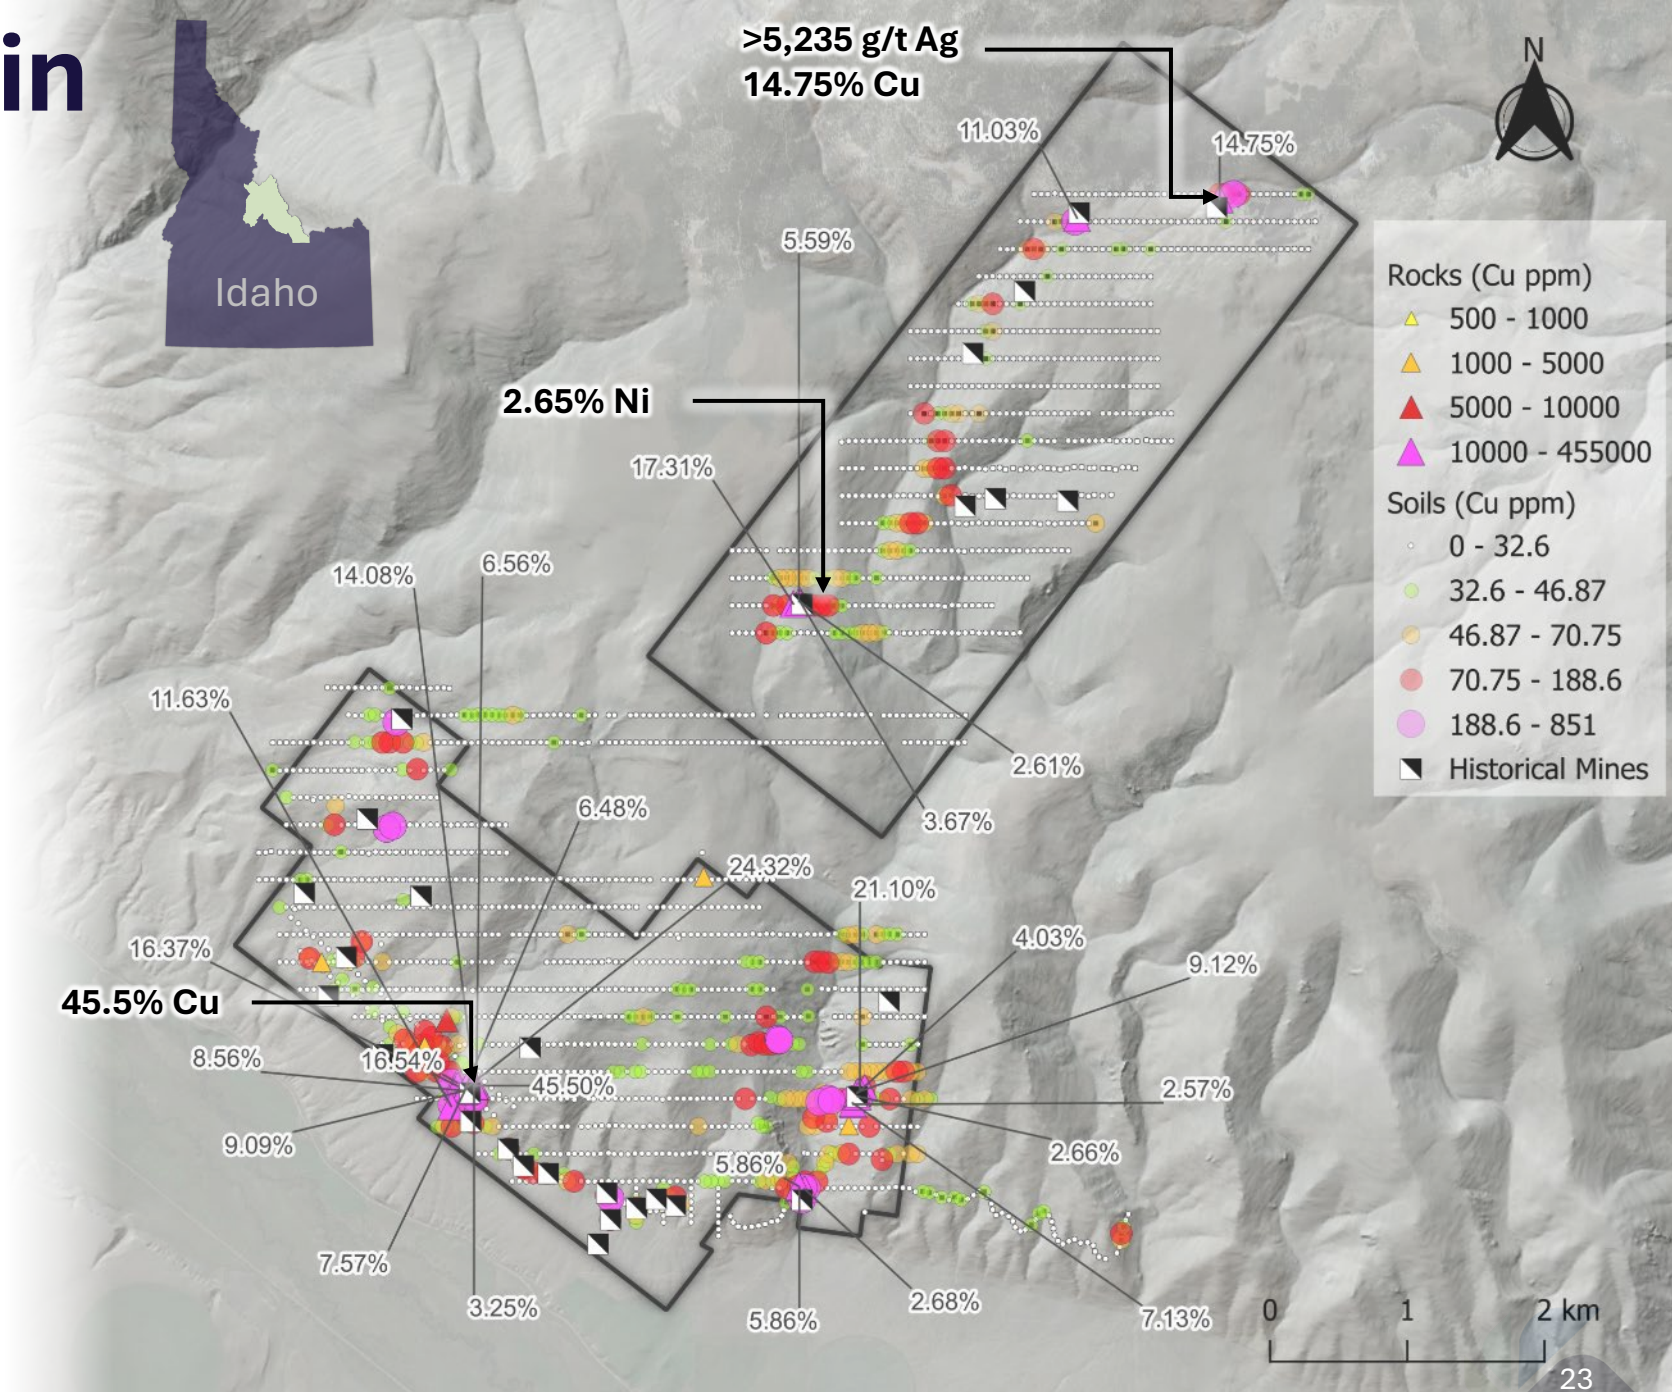 in
Idaho
>5,235 g/t Ag
14.75% Cu
N
11.03%
14.75%
5.59%
2.65% Ni
17.31%
Rocks (Cu ppm)
500 - 1000
1000 - 5000
5000 - 10000
10000 - 455000
Soils (Cu ppm)
0 - 32.6
32.6 - 46.87
46.87 - 70.75
70.75 - 188.6
188.6 - 851
Historical Mines
14.08%
6.56%
11.63%
2.61%
6.48%
3.67%
24.32%
21.10%
16.37%
4.03%
9.12%
45.5% Cu
8.56%
16.54%
45.50%
2.57%
9.09%
2.66%
5.86%
7.57%
3.25%
5.86%
2.68%
7.13%
0 1 2 km
23